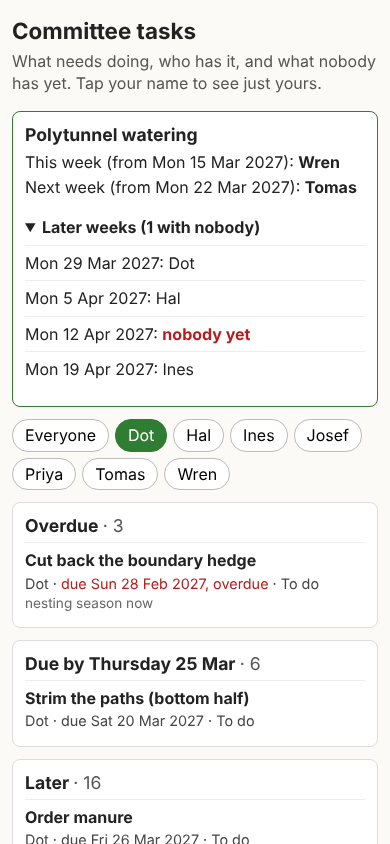 Committee tasks
What needs doing, who has it, and what nobody
has yet. Tap your name to see just yours.
Polytunnel watering
This week (from Mon 15 Mar 2027): Wren
Next week (from Mon 22 Mar 2027): Tomas
▼ Later weeks (1 with nobody)
Mon 29 Mar 2027: Dot
Mon 5 Apr 2027: Hal
Mon 12 Apr 2027: nobody yet
Mon 19 Apr 2027: Ines
Everyone Dot Hal Ines Josef
Priya Tomas Wren
Overdue · 3
Cut back the boundary hedge
Dot · due Sun 28 Feb 2027, overdue · To do
nesting season now
Due by Thursday 25 Mar · 6
Strim the paths (bottom half)
Dot · due Sat 20 Mar 2027 · To do
Later · 16
Order manure
Dot · due Fri 26 Mar 2027 · To do